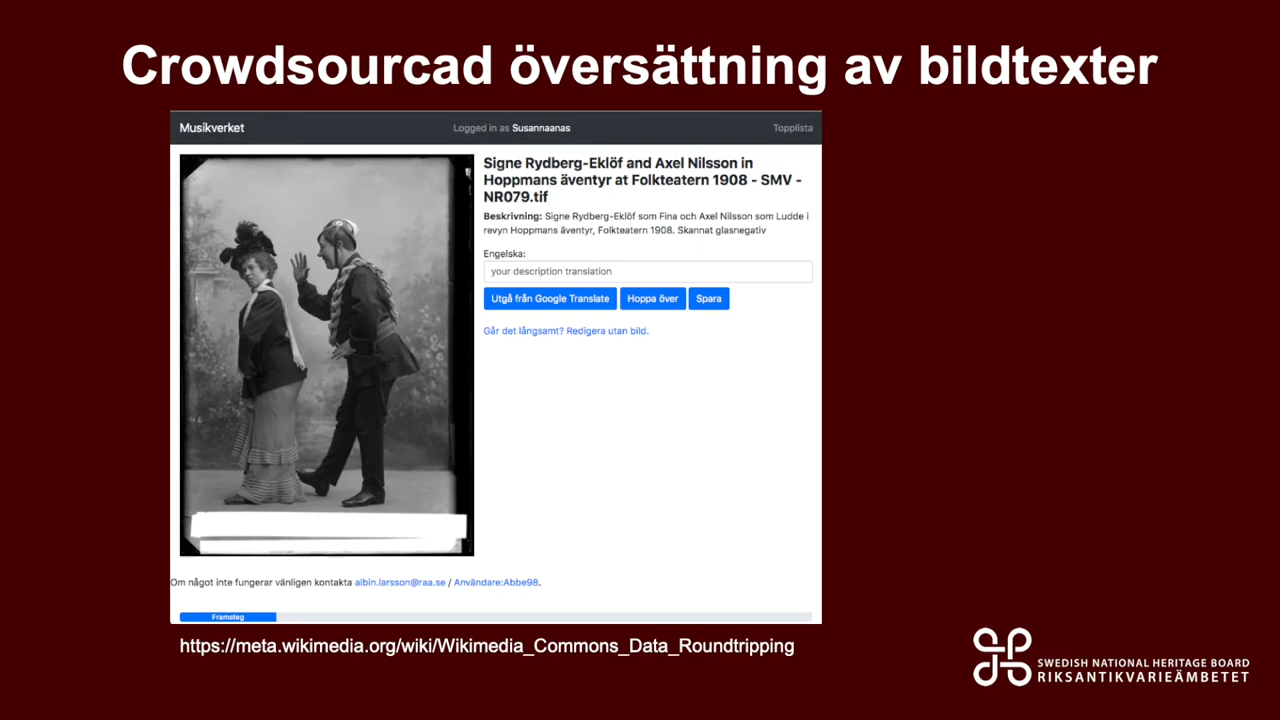 Crowdsourcad översättning av bildtexter
Musikverket
Logged in as Susannaanas
Topplista
Signe Rydberg-Eklöf and Axel Nilsson in
Hoppmans äventyr at Folkteatern 1908 - SMV -
NR079.tif
Beskrivning: Signe Rydberg-Eklöf som Fina och Axel Nilsson som Ludde i
revyn Hoppmans äventyr, Folkteatern 1908. Skannat glasnegativ
Engelska:
your description translation
Utgå från Google Translate
Hoppa över
Spara
Går det långsamt? Redigera utan bild.
Om något inte fungerar vänligen kontakta albin.larsson@raa.se / Användare:Abbe98.
Framsteg
https://meta.wikimedia.org/wiki/Wikimedia_Commons_Data_Roundtripping
SWEDISH NATIONAL HERITAGE BOARD
RIKSANTIKVARIEÄMBETET